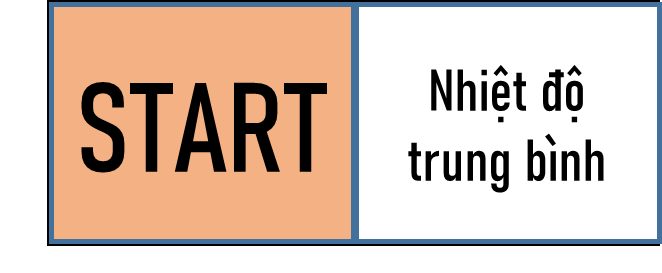 START
Nhiệt độ
trung bình